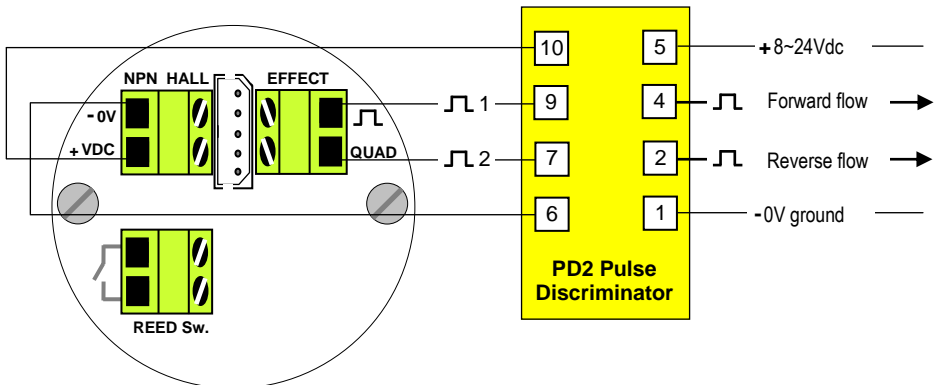 10 5 +8~24Vdc
NPN HALL EFFECT
9 4 Forward flow
1
-0V
+VDC QUAD
2 7 2 Reverse flow
6 1 -0V ground
PD2 Pulse
Discriminator
REED Sw.